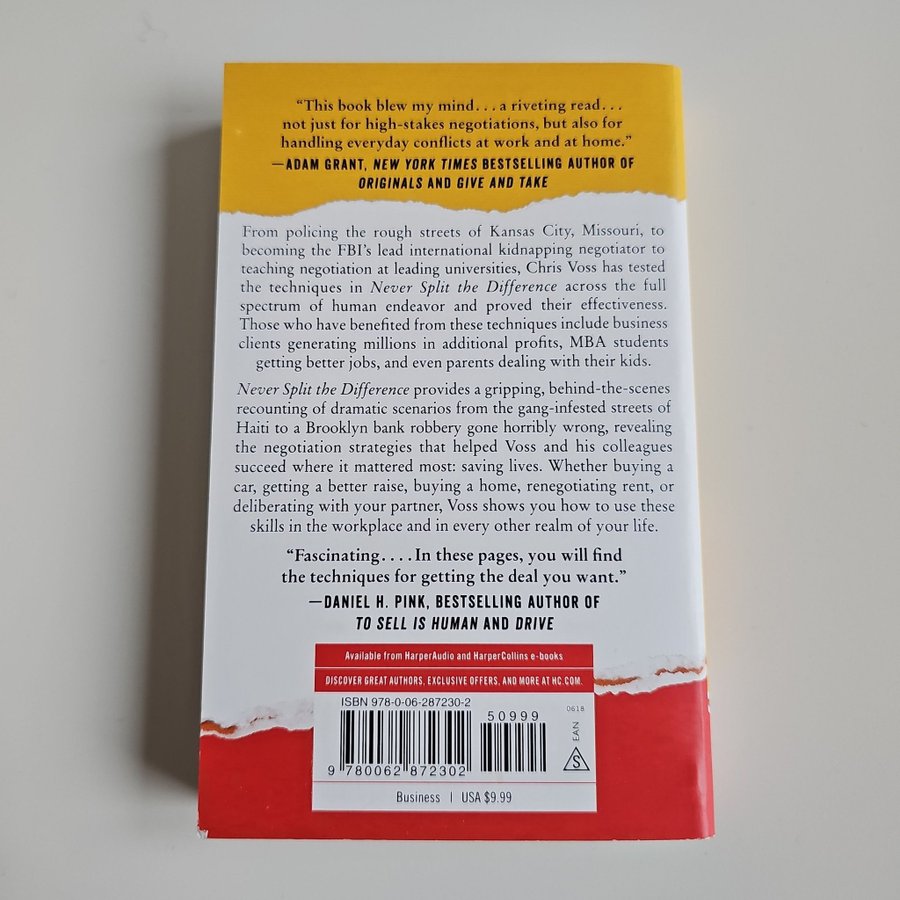 “This book blew my mind...a riveting read...
not just for high-stakes negotiations, but also for
handling everyday conflicts at work and at home.”
—ADAM GRANT, NEW YORK TIMES BESTSELLING AUTHOR OF
ORIGINALS AND GIVE AND TAKE
From policing the rough streets of Kansas City, Missouri, to
becoming the FBI’s lead international kidnapping negotiator to
teaching negotiation at leading universities, Chris Voss has tested
the techniques in Never Split the Difference across the full
spectrum of human endeavor and proved their effectiveness.
Those who have benefited from these techniques include business
clients generating millions in additional profits, MBA students
getting better jobs, and even parents dealing with their kids.
Never Split the Difference provides a gripping, behind-the-scenes
recounting of dramatic scenarios from the gang-infested streets of
Haiti to a Brooklyn bank robbery gone horribly wrong, revealing
the negotiation strategies that helped Voss and his colleagues
succeed where it mattered most: saving lives. Whether buying a
car, getting a better raise, buying a home, renegotiating rent, or
deliberating with your partner, Voss shows you how to use these
skills in the workplace and in every other realm of your life.
“Fascinating....In these pages, you will find
the techniques for getting the deal you want.”
—DANIEL H. PINK, BESTSELLING AUTHOR OF
TO SELL IS HUMAN AND DRIVE
Available from HarperAudio and HarperCollins e-books
DISCOVER GREAT AUTHORS, EXCLUSIVE OFFERS, AND MORE AT HC.COM.
ISBN 978-0-06-287230-2
50999
0618
EAN
S
9 780062 872302
Business | USA $9.99